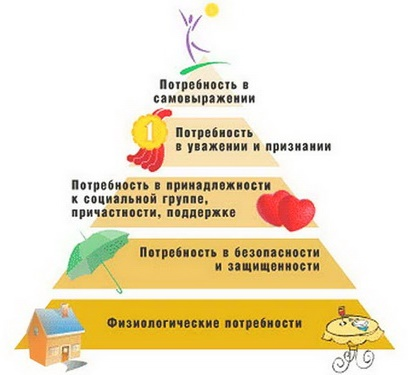 Потребность в
самовыражении
1
Потребность
в уважении и признании
Потребность в принадлежности
к социальной группе,
причастности, поддержке
Потребность в безопасности
и защищенности
Физиологические потребности